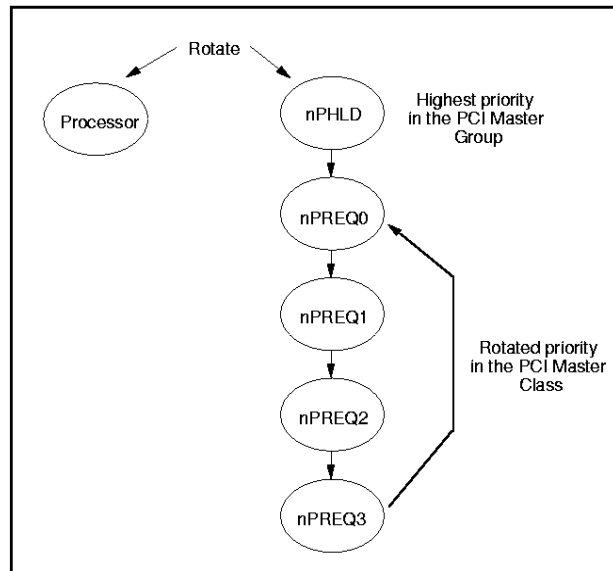 Rotate
Processor
nPHLD
Highest priority
in the PCI Master
Group
nPREQ0
nPREQ1
Rotated priority
in the PCI Master
Class
nPREQ2
nPREQ3